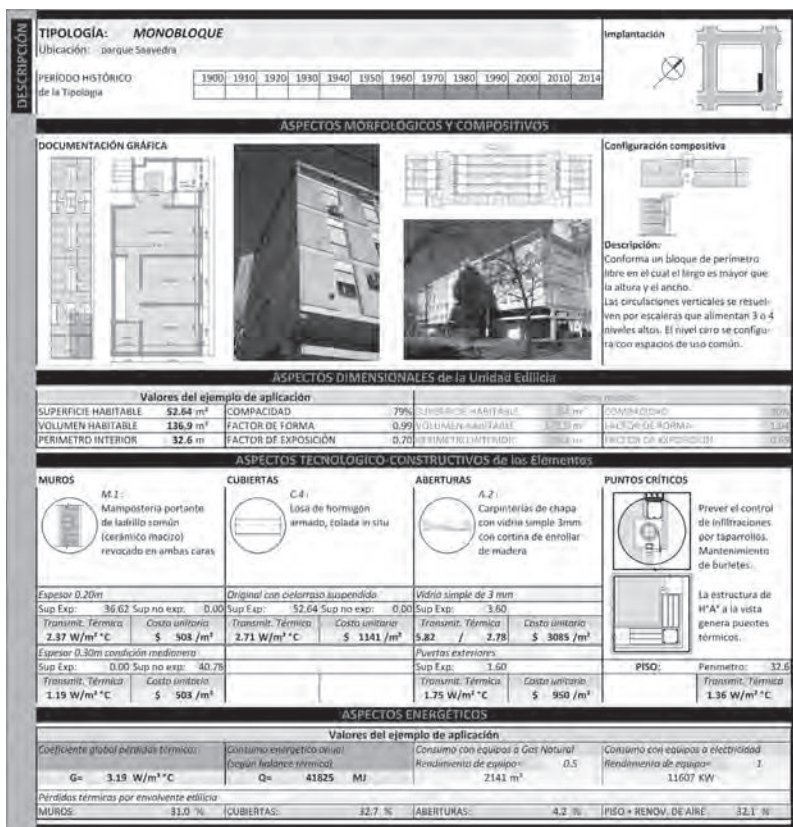 DESCRIPCIÓN
TIPOLOGÍA: MONOBLOQUE
Ubicación: parque Saavedra
Implantación
PERÍODO HISTÓRICO
de la Tipología
1900 1910 1920 1930 1940 1950 1960 1970 1980 1990 2000 2010 2014
ASPECTOS MORFOLÓGICOS Y COMPOSITIVOS
DOCUMENTACIÓN GRÁFICA
Configuración compositiva
Descripción:
Conforma un bloque de perímetro
libre en el cual el largo es mayor que
la altura y el ancho.
Las circulaciones verticales se resuel-
ven por escaleras que alimentan 3 o 4
niveles altos. El nivel cero se configu-
ra con espacios de uso común.
ASPECTOS DIMENSIONALES de la Unidad Edilicia
Valores del ejemplo de aplicación
SUPERFICIE HABITABLE 52.64 m² COMPACIDAD 79% SUPERFICIE HABITABLE m² COMPACIDAD
VOLUMEN HABITABLE 136,9 m³ FACTOR DE FORMA 0.99 VOLUMEN HABITABLE FACTOR DE FORMA 1.04
PERIMETRO INTERIOR 32.6 m FACTOR DE EXPOSICIÓN 0.70 PERIMETRO INTERIOR FACTOR DE EXPOSICIÓN
ASPECTOS TECNOLOGICO-CONSTRUCTIVOS de los Elementos
MUROS
M.1:
Mampostería portante
de ladrillo común
(cerámico macizo)
revocado en ambas caras
CUBIERTAS
C.4:
Losa de hormigón
armado, colada in situ
ABERTURAS
A.2:
Carpinterías de chapa
con vidrio simple 3mm
con cortina de enrollar
de madera
PUNTOS CRÍTICOS
Prever el control
de infiltraciones
por taparrollos.
Mantenimiento
de burletes.
La estructura de
H°A° a la vista
genera puentes
térmicos.
Espesor 0.20m Original con cielorraso suspendido Vidrio simple de 3 mm
Sup Exp: 36.62 Sup no exp: 0.00 Sup Exp: 52.64 Sup no exp: 0.00 Sup Exp: 3.60
Transmit. Térmica Costo unitario Transmit. Térmica Costo unitario Transmit. Térmica Costo unitario
2.37 W/m² °C $ 503 /m² 2.71 W/m² °C $ 1141 /m² 5.82 / 2.78 $ 3085 /m²
Espesor 0.30m condición medianera Puertas exteriores
Sup Exp: 0.00 Sup no exp: 40.78 Sup Exp: 1.60 PISO: Perimetro: 32.6
Transmit. Térmica Costo unitario Transmit. Térmica Costo unitario Transmit. Térmica
1.19 W/m² °C $ 503 /m² 1.75 W/m² °C $ 950 /m² 1.36 W/m² °C
ASPECTOS ENERGÉTICOS
Valores del ejemplo de aplicación
Coeficiente global pérdidas térmicas Consumo energético anual Consumo con equipos a Gas Natural Consumo con equipos a electricidad
(según balance térmico) Rendimiento de equipo= 0.5 Rendimiento de equipo= 1
G= 3.19 W/m³ °C Q= 41825 MJ 2141 m³ 11607 KW
Pérdidas térmicas por envolvente edilicia
MUROS: 31.0 % CUBIERTAS: 32.7 % ABERTURAS: 4.2 % PISO + RENOV. DE AIRE 32.1 %